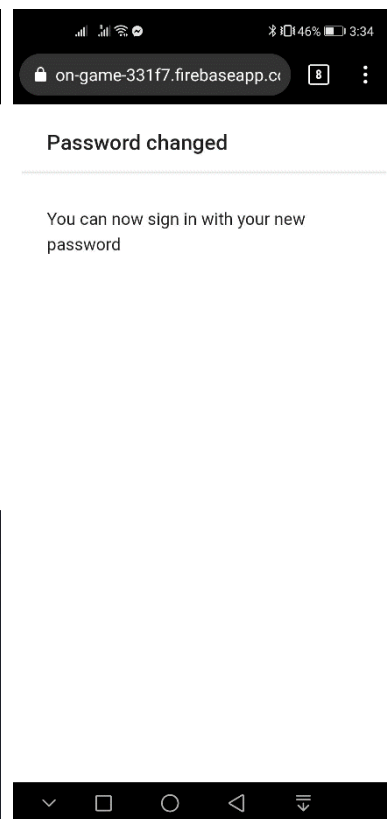 46% 3:34
on-game-331f7.firebaseapp.c
8
Password changed
You can now sign in with your new
password